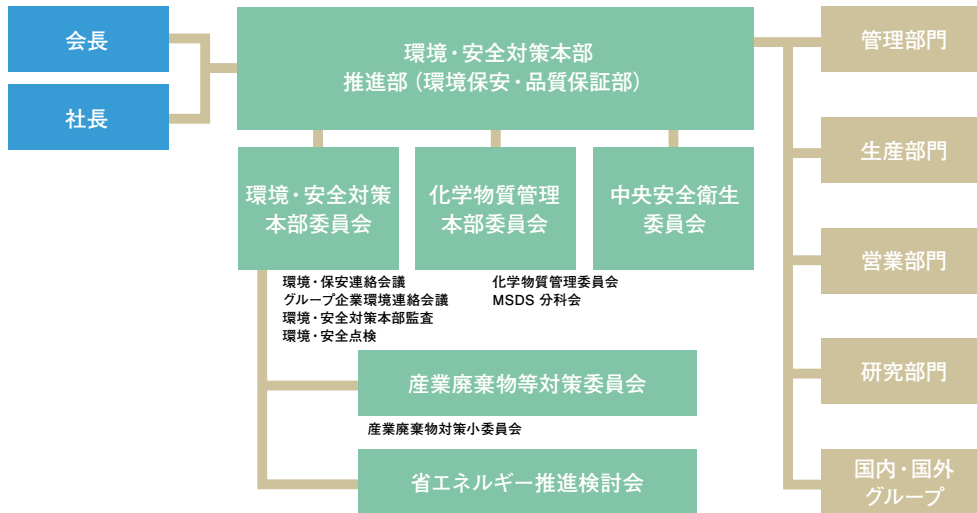 会長
社長
環境・安全対策本部
推進部（環境保安・品質保証部）
環境・安全対策
本部委員会
化学物質管理
本部委員会
中央安全衛生
委員会
環境・保安連絡会議
グループ企業環境連絡会議
環境・安全対策本部監査
環境・安全点検
化学物質管理委員会
MSDS 分科会
産業廃棄物等対策委員会
産業廃棄物対策小委員会
省エネルギー推進検討会
管理部門
生産部門
営業部門
研究部門
国内・国外
グループ